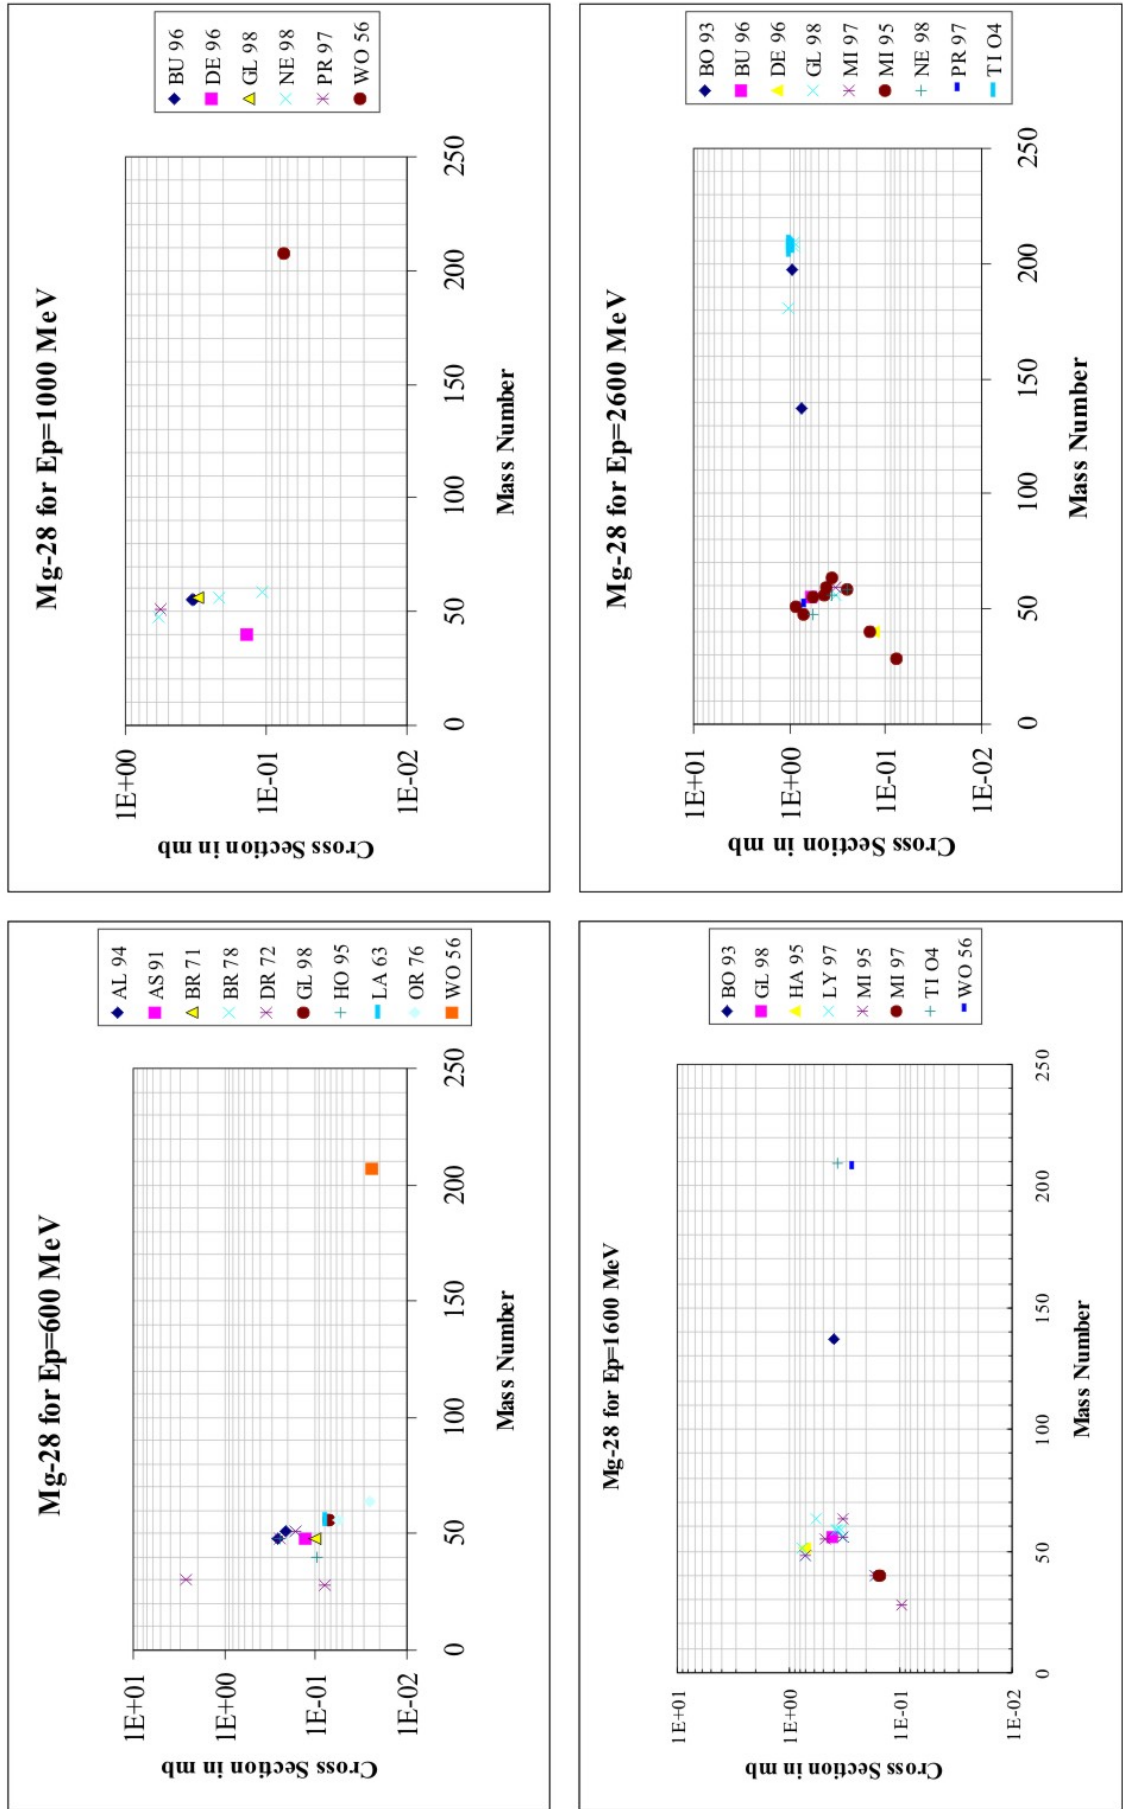 Mg-28 for Ep=600 MeV
Cross Section in mb
1E+01
1E+00
1E-01
1E-02
0
50
100
150
200
250
Mass Number
AL 94
AS 91
BR 71
BR 78
DR 72
GL 98
HO 95
LA 63
OR 76
WO 56
Mg-28 for Ep=1000 MeV
Cross Section in mb
1E+00
1E-01
1E-02
0
50
100
150
200
250
Mass Number
BU 96
DE 96
GL 98
NE 98
PR 97
WO 56
Mg-28 for Ep=1600 MeV
Cross Section in mb
1E+01
1E+00
1E-01
1E-02
0
50
100
150
200
250
Mass Number
BO 93
GL 98
HA 95
LY 97
MI 95
MI 97
TI O4
WO 56
Mg-28 for Ep=2600 MeV
Cross Section in mb
1E+01
1E+00
1E-01
1E-02
0
50
100
150
200
250
Mass Number
BO 93
BU 96
DE 96
GL 98
MI 97
MI 95
NE 98
PR 97
TI O4